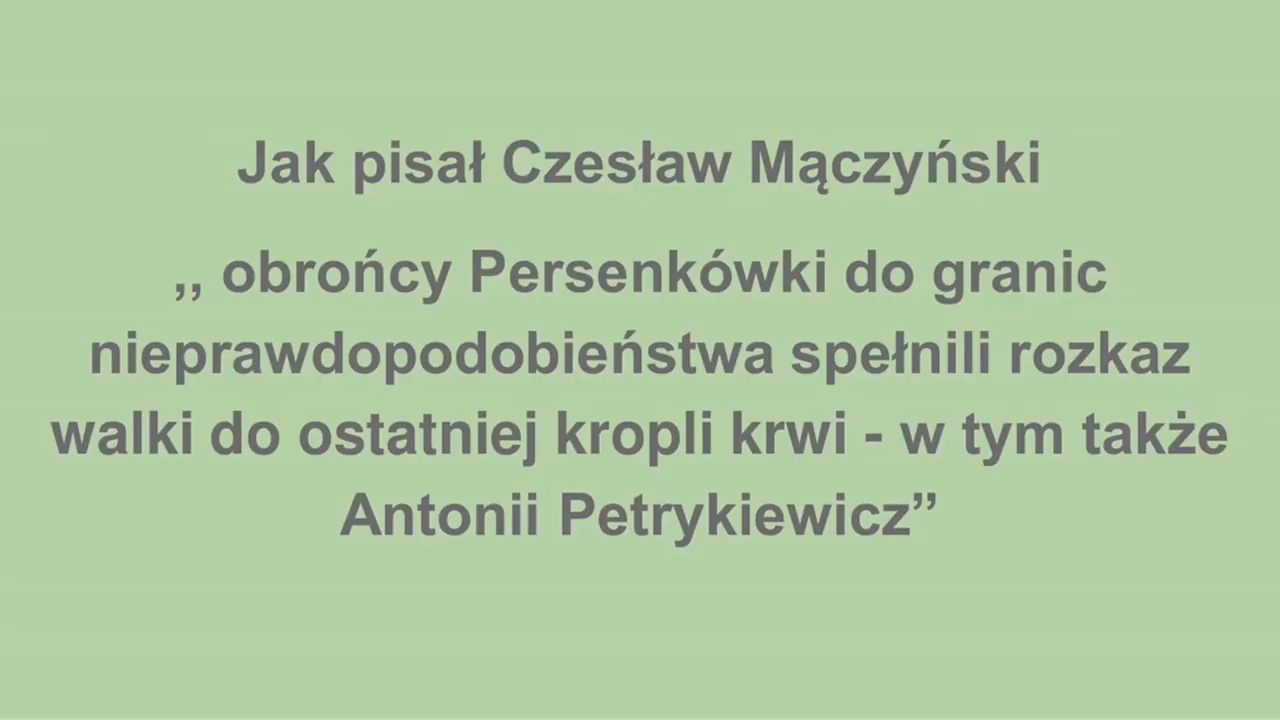 Jak pisał Czesław Mączyński
,, obrońcy Persenkówki do granic
nieprawdopodobieństwa spełnili rozkaz
walki do ostatniej kropli krwi - w tym także
Antonii Petrykiewicz”